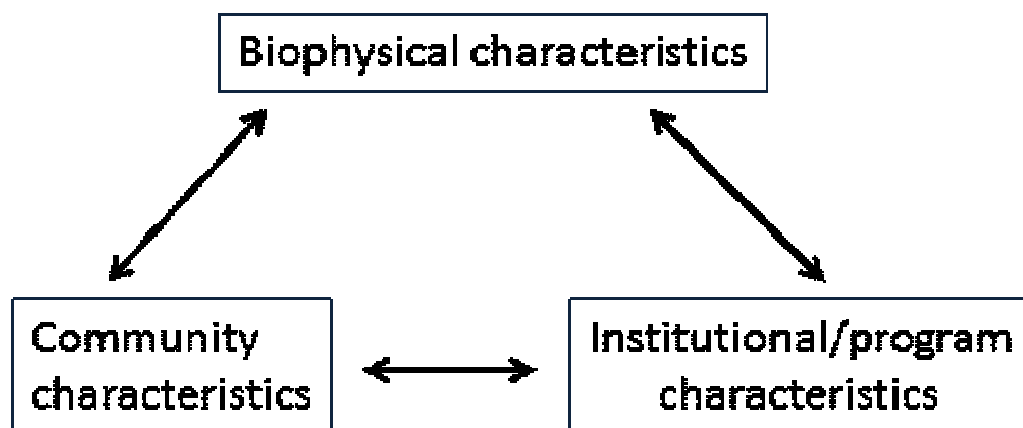 Biophysical characteristics
Community
characteristics
Institutional/program
characteristics